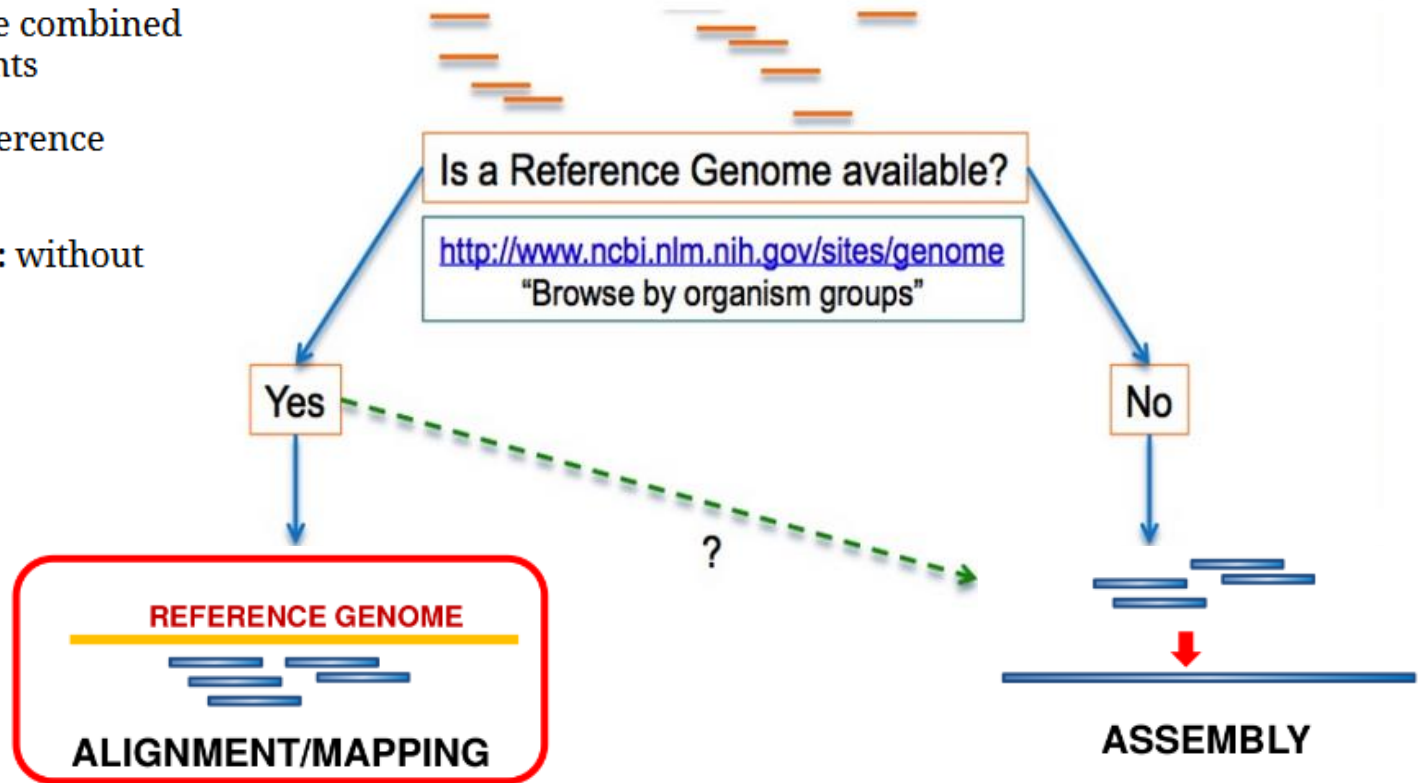 e combined
nts
erence
: without
Is a Reference Genome available?
http://www.ncbi.nlm.nih.gov/sites/genome
“Browse by organism groups”
Yes
No
?
REFERENCE GENOME
ALIGNMENT/MAPPING
ASSEMBLY